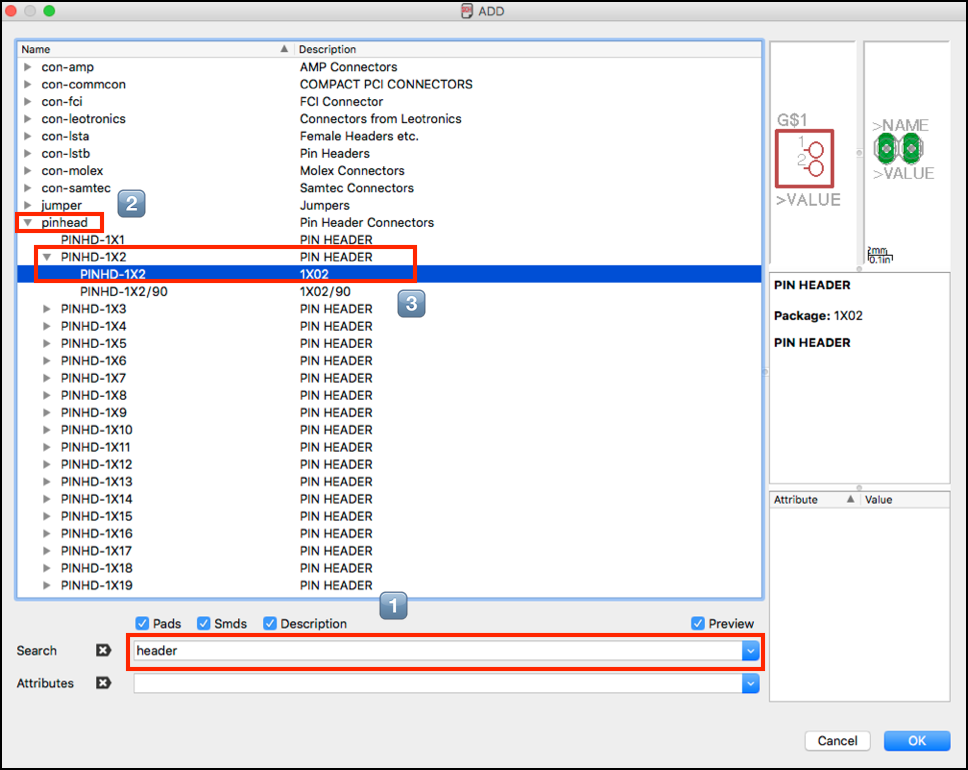 ADD
Name Description
con-amp AMP Connectors
con-commcon COMPACT PCI CONNECTORS
con-fci FCI Connector
con-leotronics Connectors from Leotronics
con-lsta Female Headers etc.
con-lstb Pin Headers
con-molex Molex Connectors
con-samtec Samtec Connectors
jumper Jumpers
2
pinhead Pin Header Connectors
PINHD-1X1 PIN HEADER
PINHD-1X2 PIN HEADER
PINHD-1X2 1X02
PINHD-1X2/90 1X02/90
3
PINHD-1X3 PIN HEADER
PINHD-1X4 PIN HEADER
PINHD-1X5 PIN HEADER
PINHD-1X6 PIN HEADER
PINHD-1X7 PIN HEADER
PINHD-1X8 PIN HEADER
PINHD-1X9 PIN HEADER
PINHD-1X10 PIN HEADER
PINHD-1X11 PIN HEADER
PINHD-1X12 PIN HEADER
PINHD-1X13 PIN HEADER
PINHD-1X14 PIN HEADER
PINHD-1X15 PIN HEADER
PINHD-1X16 PIN HEADER
PINHD-1X17 PIN HEADER
PINHD-1X18 PIN HEADER
PINHD-1X19 PIN HEADER
G$1
1
2
>VALUE
>NAME
>VALUE
2mm
0.1in
PIN HEADER
Package: 1X02
PIN HEADER
Attribute Value
1
Pads Smds Description Preview
Search header
Attributes
Cancel OK